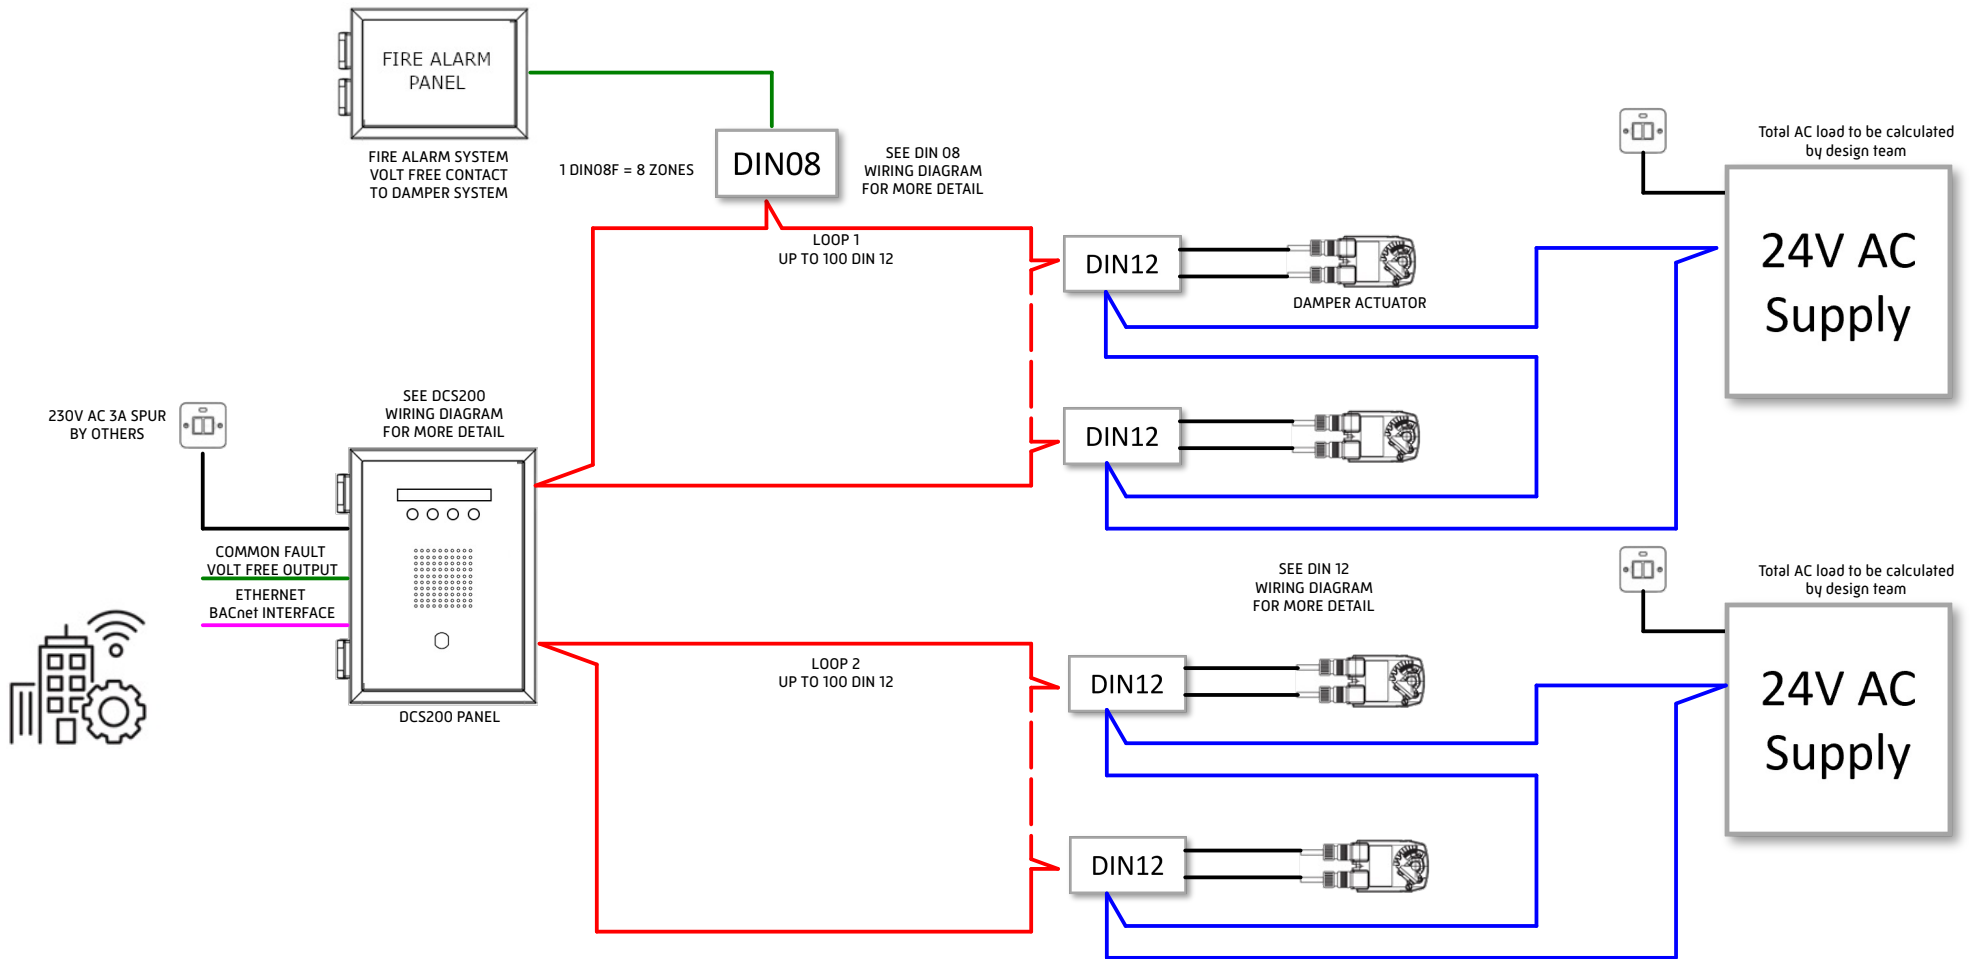 FIRE ALARM
PANEL
FIRE ALARM SYSTEM
VOLT FREE CONTACT
TO DAMPER SYSTEM
1 DIN08F = 8 ZONES
DIN08
SEE DIN 08
WIRING DIAGRAM
FOR MORE DETAIL
LOOP 1
UP TO 100 DIN 12
DIN12
DAMPER ACTUATOR
Total AC load to be calculated
by design team
24V AC
Supply
DIN12
230V AC 3A SPUR
BY OTHERS
SEE DCS200
WIRING DIAGRAM
FOR MORE DETAIL
COMMON FAULT
VOLT FREE OUTPUT
ETHERNET
BACnet INTERFACE
DCS200 PANEL
LOOP 2
UP TO 100 DIN 12
SEE DIN 12
WIRING DIAGRAM
FOR MORE DETAIL
DIN12
Total AC load to be calculated
by design team
24V AC
Supply
DIN12